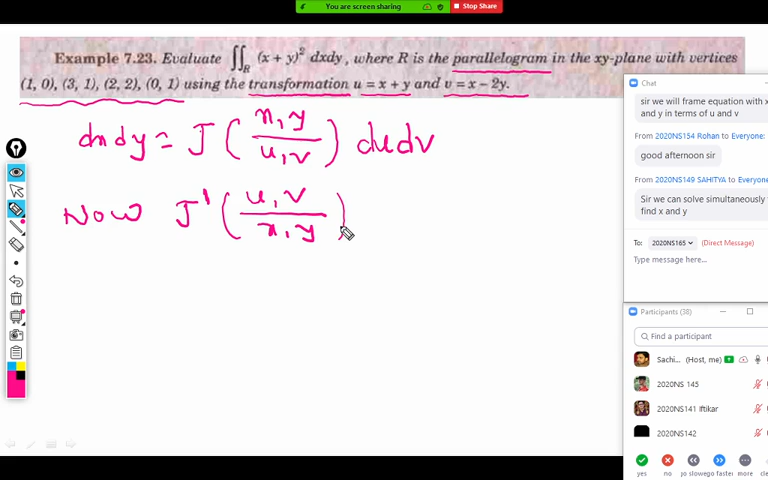 You are screen sharing
Stop Share
Example 7.23. Evaluate ∬_R (x + y)² dxdy, where R is the parallelogram in the xy-plane with vertices
(1, 0), (3, 1), (2, 2), (0, 1) using the transformation u = x + y and v = x − 2y.
dxdy = J (x, y / u, v) du dv
Now J' (u, v / x, y)
Chat
sir we will frame equation with x
and y in terms of u and v
From 2020NS154 Rohan to Everyone:
good afternoon sir
From 2020NS149 SAHITYA to Everyone
Sir we can solve simultaneously
find x and y
To: 2020NS165 (Direct Message)
Type message here...
Participants (38)
Find a participant
Sachi... (Host, me)
2020NS 145
2020NS141 Iftikar
2020NS142
yes no go faster more